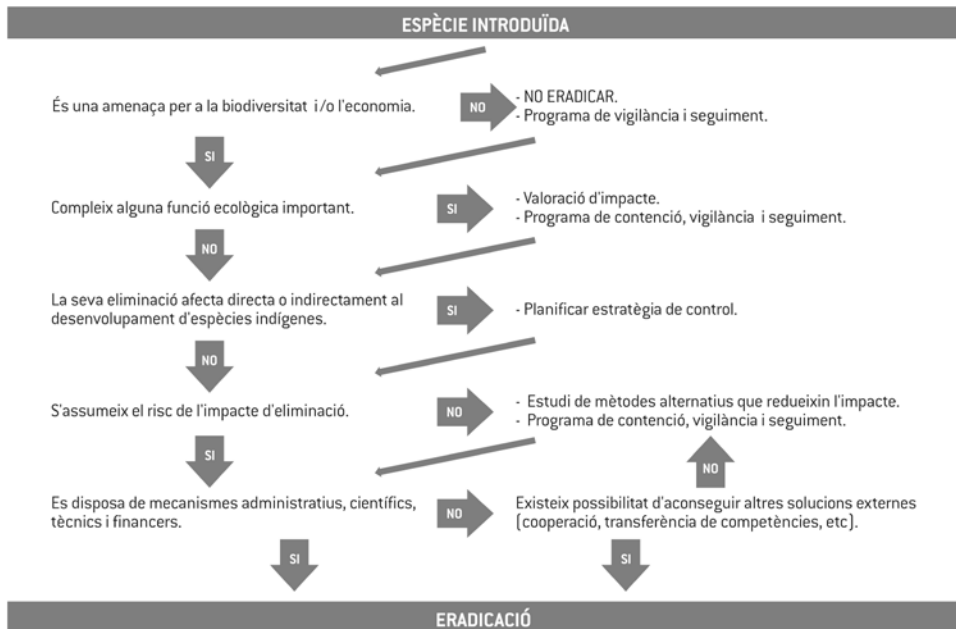 ESPÈCIE INTRODUÏDA
És una amenaça per a la biodiversitat i/o l'economia.
NO
- NO ERADICAR.
- Programa de vigilància i seguiment.
SI
Compleix alguna funció ecològica important.
SI
- Valoració d'impacte.
- Programa de contenció, vigilància i seguiment.
NO
La seva eliminació afecta directa o indirectament al
desenvolupament d'espècies indígenes.
SI
- Planificar estratègia de control.
NO
S'assumeix el risc de l'impacte d'eliminació.
NO
- Estudi de mètodes alternatius que redueixin l'impacte.
- Programa de contenció, vigilància i seguiment.
SI
NO
Es disposa de mecanismes administratius, científics,
tècnics i financers.
NO
Existeix possibilitat d'aconseguir altres solucions externes
(cooperació, transferència de competències, etc).
SI
SI
ERADICACIÓ